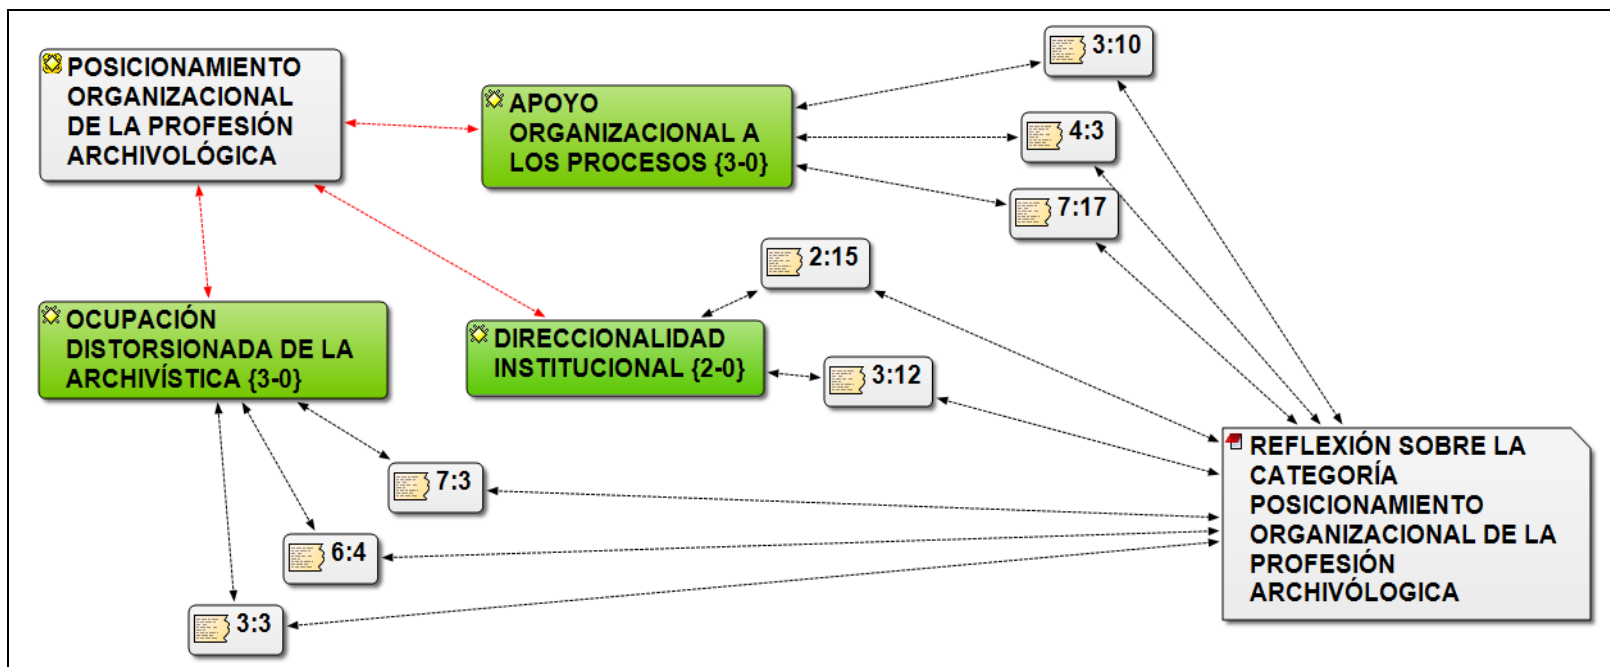 POSICIONAMIENTO
ORGANIZACIONAL
DE LA PROFESIÓN
ARCHIVOLÓGICA
APOYO
ORGANIZACIONAL A
LOS PROCESOS {3-0}
3:10
4:3
7:17
2:15
OCUPACIÓN
DISTORSIONADA DE LA
ARCHIVÍSTICA {3-0}
DIRECCIONALIDAD
INSTITUCIONAL {2-0}
3:12
7:3
6:4
3:3
REFLEXIÓN SOBRE LA
CATEGORÍA
POSICIONAMIENTO
ORGANIZACIONAL DE LA
PROFESIÓN
ARCHIVÓLOGICA